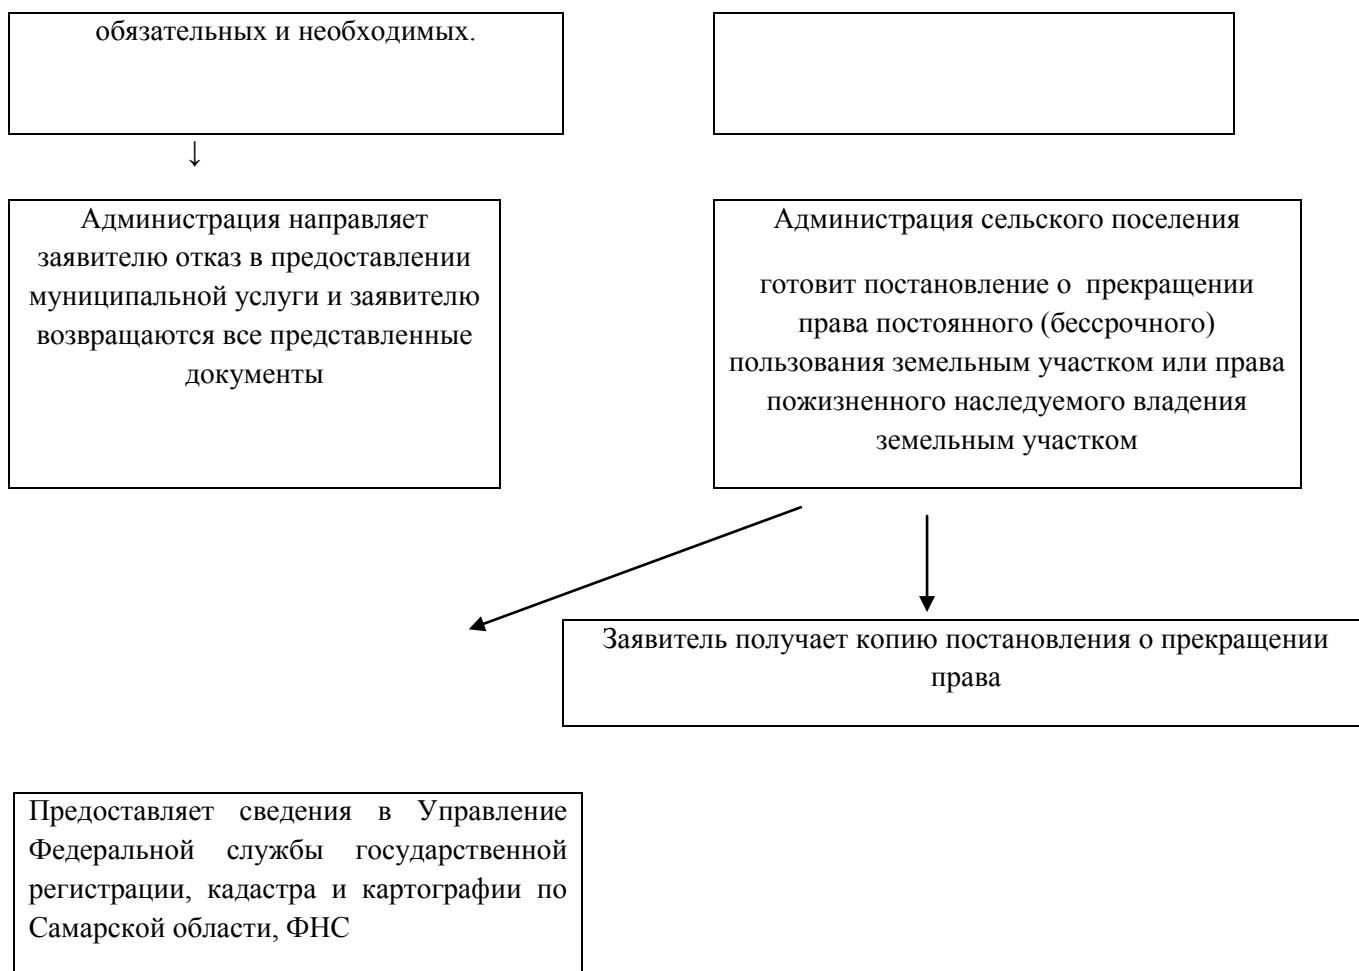 обязательных и необходимых.
↓
Администрация направляет
заявителю отказ в предоставлении
муниципальной услуги и заявителю
возвращаются все представленные
документы
Администрация сельского поселения
готовит постановление о прекращении
права постоянного (бессрочного)
пользования земельным участком или права
пожизненного наследуемого владения
земельным участком
Заявитель получает копию постановления о прекращении
права
Предоставляет сведения в Управление
Федеральной службы государственной
регистрации, кадастра и картографии по
Самарской области, ФНС